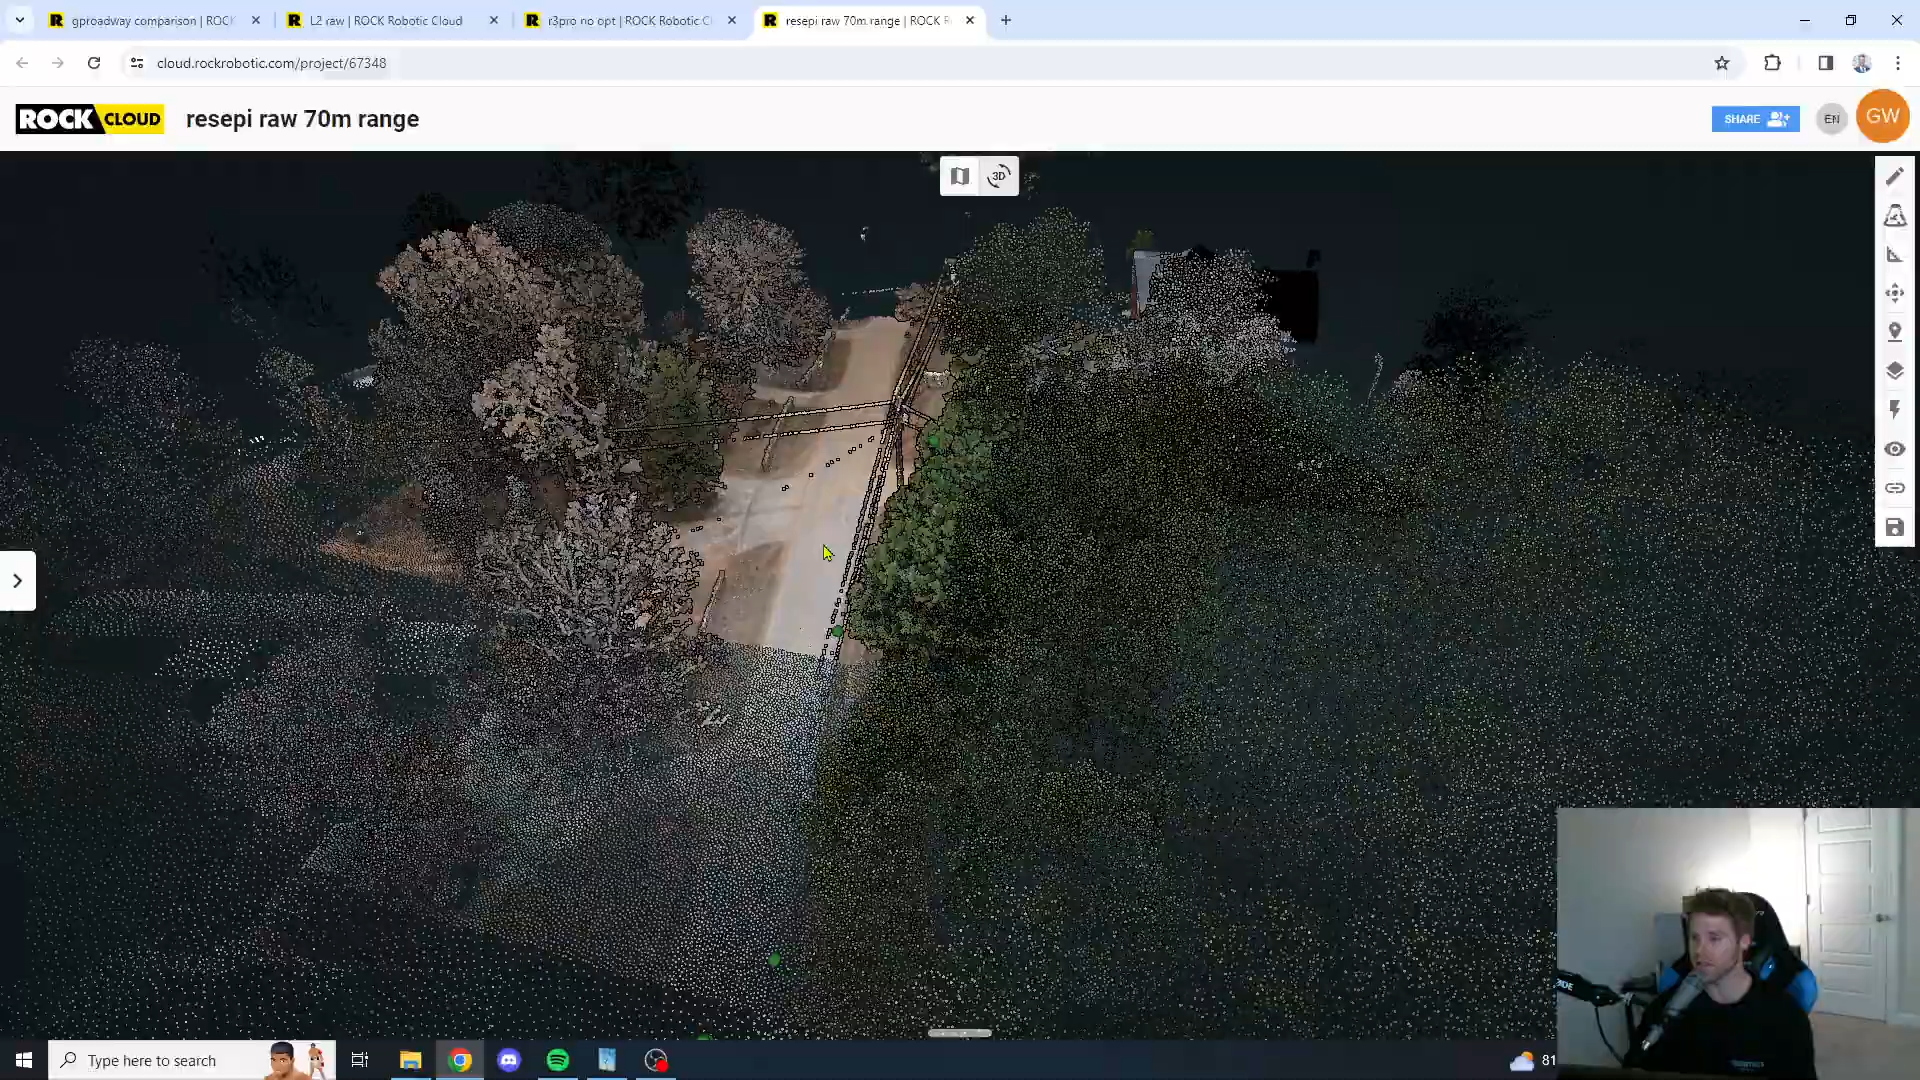 gproadway comparison | ROCK
L2 raw | ROCK Robotic Cloud
r3pro no opt | ROCK Robotic C
resepi raw 70m range | ROCK R
cloud.rockrobotic.com/project/67348
ROCK CLOUD
resepi raw 70m range
SHARE
EN
GW
3D
Type here to search
81